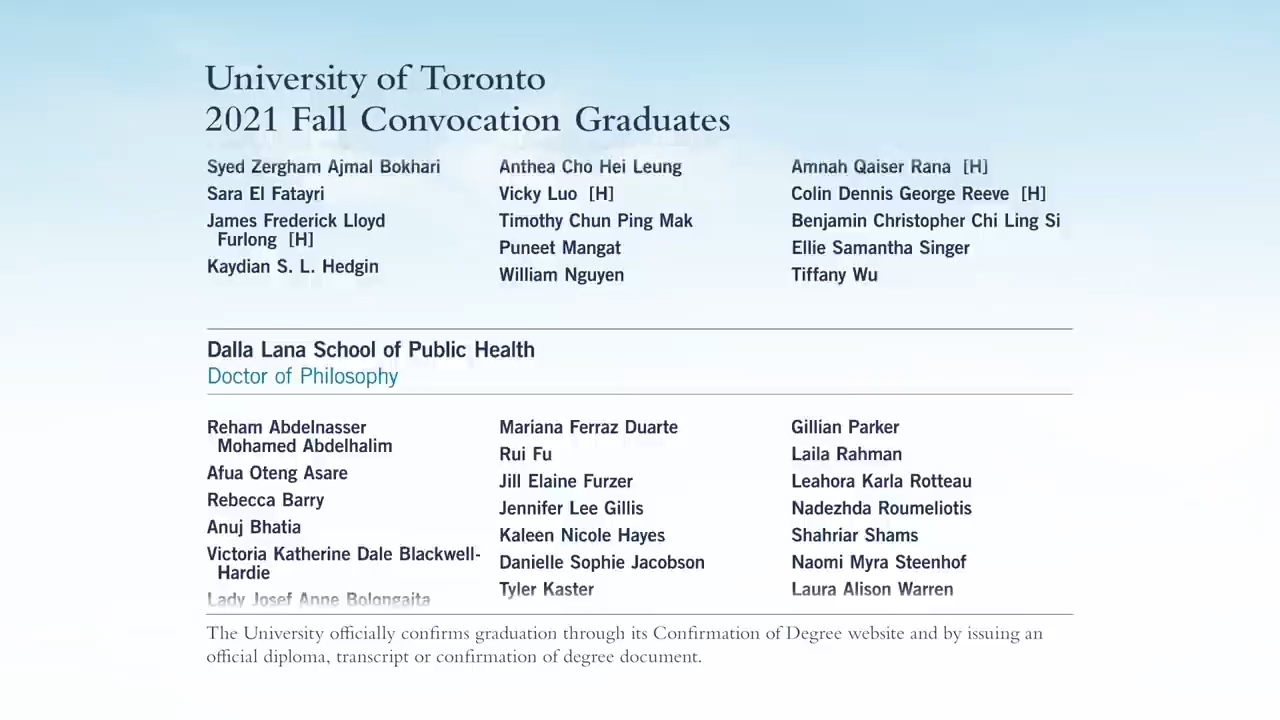 University of Toronto
2021 Fall Convocation Graduates
Syed Zergham Ajmal Bokhari
Sara El Fatayri
James Frederick Lloyd
Furlong [H]
Kaydian S. L. Hedgin
Anthea Cho Hei Leung
Vicky Luo [H]
Timothy Chun Ping Mak
Puneet Mangat
William Nguyen
Amnah Qaiser Rana [H]
Colin Dennis George Reeve [H]
Benjamin Christopher Chi Ling Si
Ellie Samantha Singer
Tiffany Wu
Dalla Lana School of Public Health
Doctor of Philosophy
Reham Abdelnasser
Mohamed Abdelhalim
Afua Oteng Asare
Rebecca Barry
Anuj Bhatia
Victoria Katherine Dale Blackwell-
Hardie
Lady Josef Anne Bolongaita
Mariana Ferraz Duarte
Rui Fu
Jill Elaine Furzer
Jennifer Lee Gillis
Kaleen Nicole Hayes
Danielle Sophie Jacobson
Tyler Kaster
Gillian Parker
Laila Rahman
Leahora Karla Rotteau
Nadezhda Roumeliotis
Shahriar Shams
Naomi Myra Steenhof
Laura Alison Warren
The University officially confirms graduation through its Confirmation of Degree website and by issuing an
official diploma, transcript or confirmation of degree document.